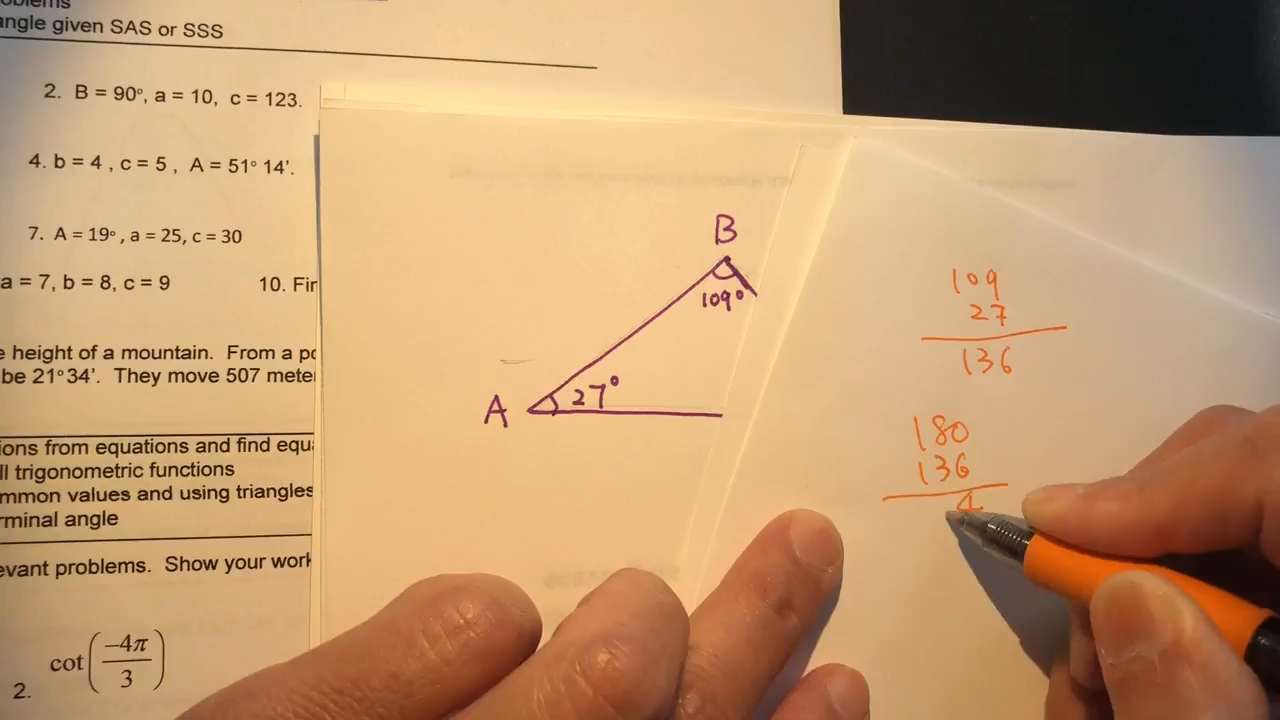 angle given SAS or SSS
2. B = 90°, a = 10, c = 123.
4. b = 4 , c = 5 , A = 51° 14'.
7. A = 19° , a = 25, c = 30
a = 7, b = 8, c = 9
10. Fin
e height of a mountain. From a po
be 21°34'. They move 507 mete
ions from equations and find equ
ll trigonometric functions
mmon values and using triangles
rminal angle
evant problems. Show your work
2. cot(-4π/3)
B
109°
A 27°
109
27
136
180
136
4